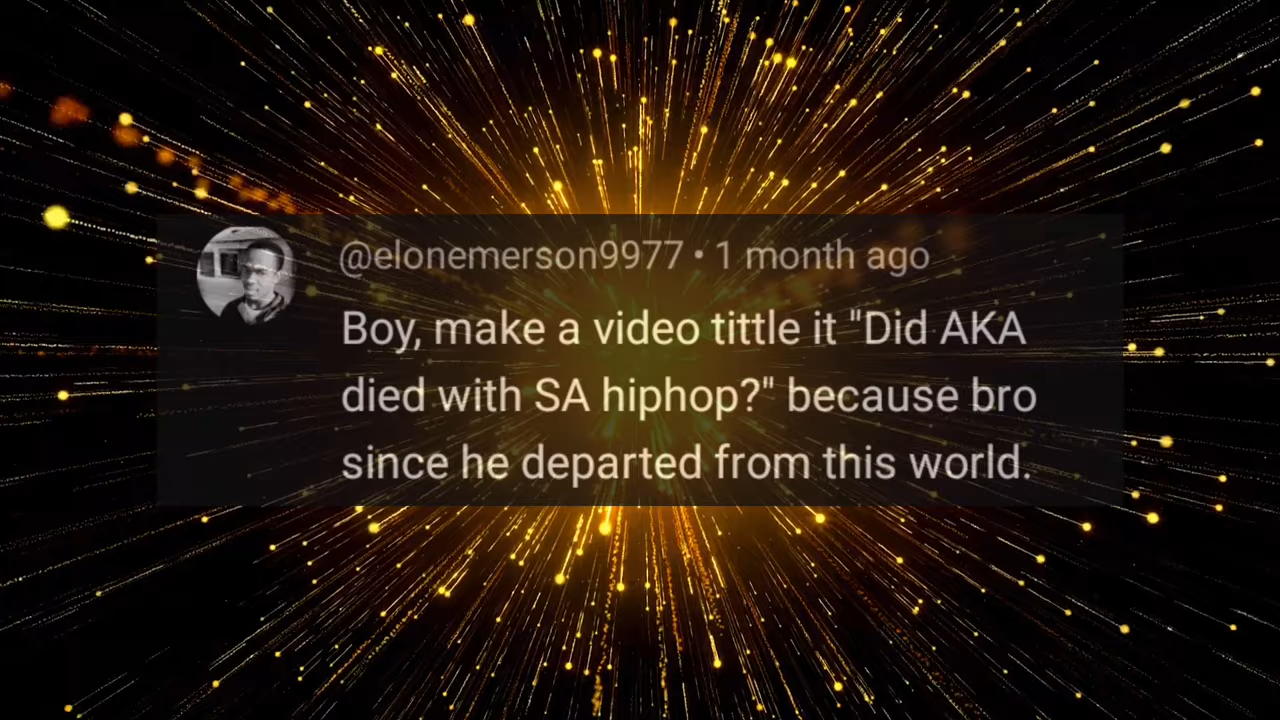 @elonemerson9977 • 1 month ago
Boy, make a video tittle it "Did AKA
died with SA hiphop?" because bro
since he departed from this world.